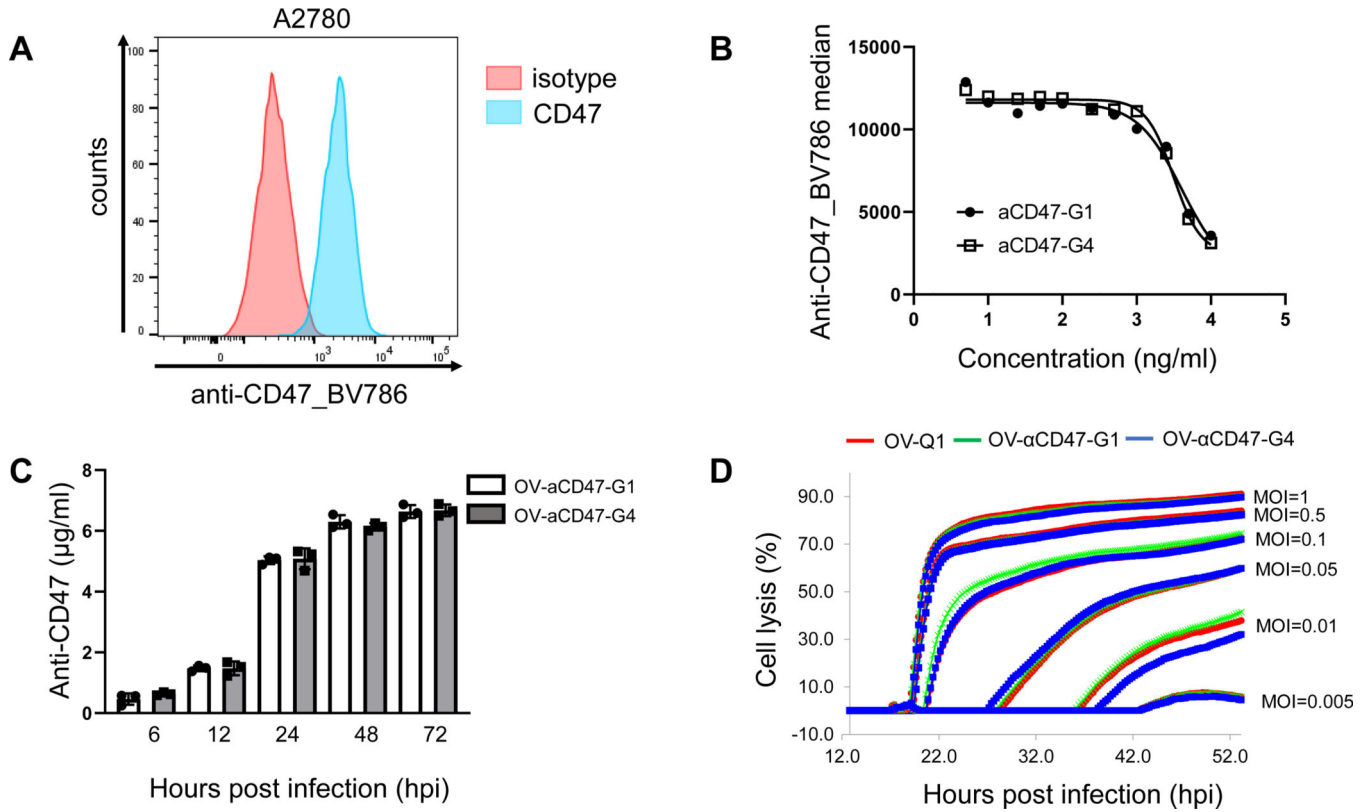 A
A2780
counts
100
80
60
40
20
0
0
10³
10⁴
10⁵
anti-CD47_BV786
isotype
CD47
B
Anti-CD47_BV786 median
15000
10000
5000
0
0
1
2
3
4
5
aCD47-G1
aCD47-G4
Concentration (ng/ml)
C
Anti-CD47 (μg/ml)
8
6
4
2
0
6
12
24
48
72
OV-aCD47-G1
OV-aCD47-G4
Hours post infection (hpi)
D
OV-Q1
OV-αCD47-G1
OV-αCD47-G4
Cell lysis (%)
90.0
70.0
50.0
30.0
10.0
-10.0
12.0
22.0
32.0
42.0
52.0
MOI=1
MOI=0.5
MOI=0.1
MOI=0.05
MOI=0.01
MOI=0.005
Hours post infection (hpi)